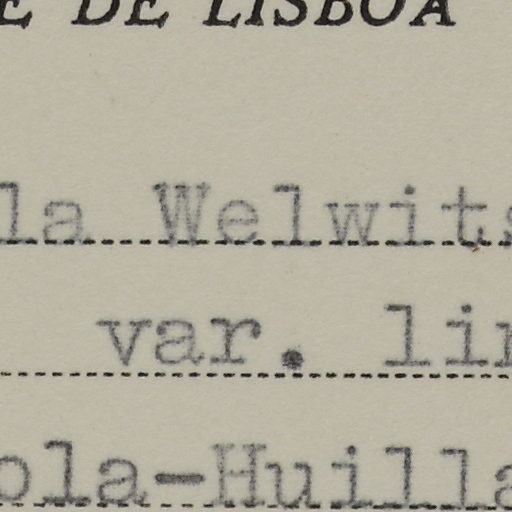 E DE LISBOA
la Welwits
var. lin
ola-Huilla